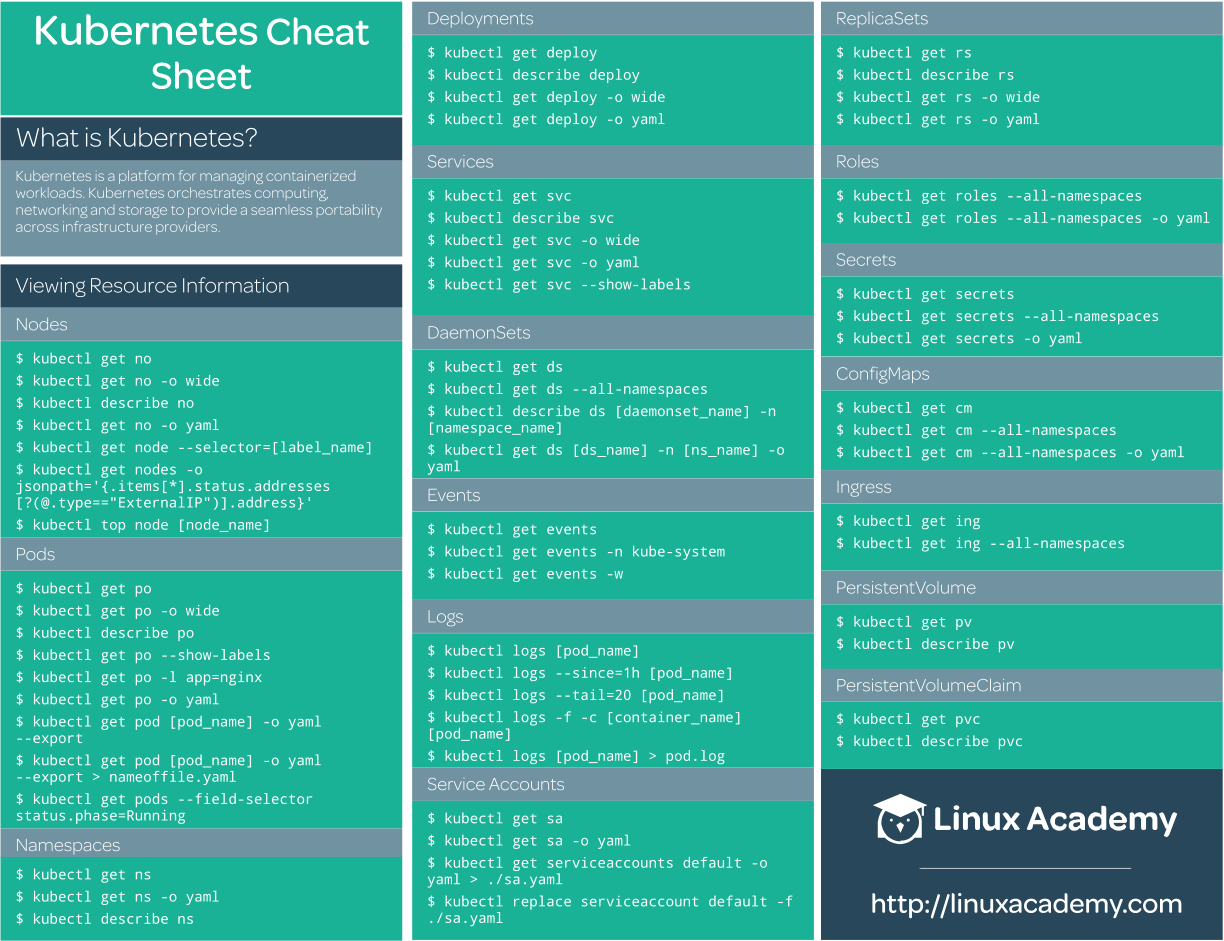 Kubernetes Cheat
Sheet
What is Kubernetes?
Kubernetes is a platform for managing containerized
workloads. Kubernetes orchestrates computing,
networking and storage to provide a seamless portability
across infrastructure providers.
Viewing Resource Information
Nodes
$ kubectl get no
$ kubectl get no -o wide
$ kubectl describe no
$ kubectl get no -o yaml
$ kubectl get node --selector=[label_name]
$ kubectl get nodes -o
jsonpath='{.items[*].status.addresses
[?(@.type=="ExternalIP")].address}'
$ kubectl top node [node_name]
Pods
$ kubectl get po
$ kubectl get po -o wide
$ kubectl describe po
$ kubectl get po --show-labels
$ kubectl get po -l app=nginx
$ kubectl get po -o yaml
$ kubectl get pod [pod_name] -o yaml
--export
$ kubectl get pod [pod_name] -o yaml
--export > nameoffile.yaml
$ kubectl get pods --field-selector
status.phase=Running
Namespaces
$ kubectl get ns
$ kubectl get ns -o yaml
$ kubectl describe ns
Deployments
$ kubectl get deploy
$ kubectl describe deploy
$ kubectl get deploy -o wide
$ kubectl get deploy -o yaml
Services
$ kubectl get svc
$ kubectl describe svc
$ kubectl get svc -o wide
$ kubectl get svc -o yaml
$ kubectl get svc --show-labels
DaemonSets
$ kubectl get ds
$ kubectl get ds --all-namespaces
$ kubectl describe ds [daemonset_name] -n
[namespace_name]
$ kubectl get ds [ds_name] -n [ns_name] -o
yaml
Events
$ kubectl get events
$ kubectl get events -n kube-system
$ kubectl get events -w
Logs
$ kubectl logs [pod_name]
$ kubectl logs --since=1h [pod_name]
$ kubectl logs --tail=20 [pod_name]
$ kubectl logs -f -c [container_name]
[pod_name]
$ kubectl logs [pod_name] > pod.log
Service Accounts
$ kubectl get sa
$ kubectl get sa -o yaml
$ kubectl get serviceaccounts default -o
yaml > ./sa.yaml
$ kubectl replace serviceaccount default -f
./sa.yaml
ReplicaSets
$ kubectl get rs
$ kubectl describe rs
$ kubectl get rs -o wide
$ kubectl get rs -o yaml
Roles
$ kubectl get roles --all-namespaces
$ kubectl get roles --all-namespaces -o yaml
Secrets
$ kubectl get secrets
$ kubectl get secrets --all-namespaces
$ kubectl get secrets -o yaml
ConfigMaps
$ kubectl get cm
$ kubectl get cm --all-namespaces
$ kubectl get cm --all-namespaces -o yaml
Ingress
$ kubectl get ing
$ kubectl get ing --all-namespaces
PersistentVolume
$ kubectl get pv
$ kubectl describe pv
PersistentVolumeClaim
$ kubectl get pvc
$ kubectl describe pvc
Linux Academy
http://linuxacademy.com